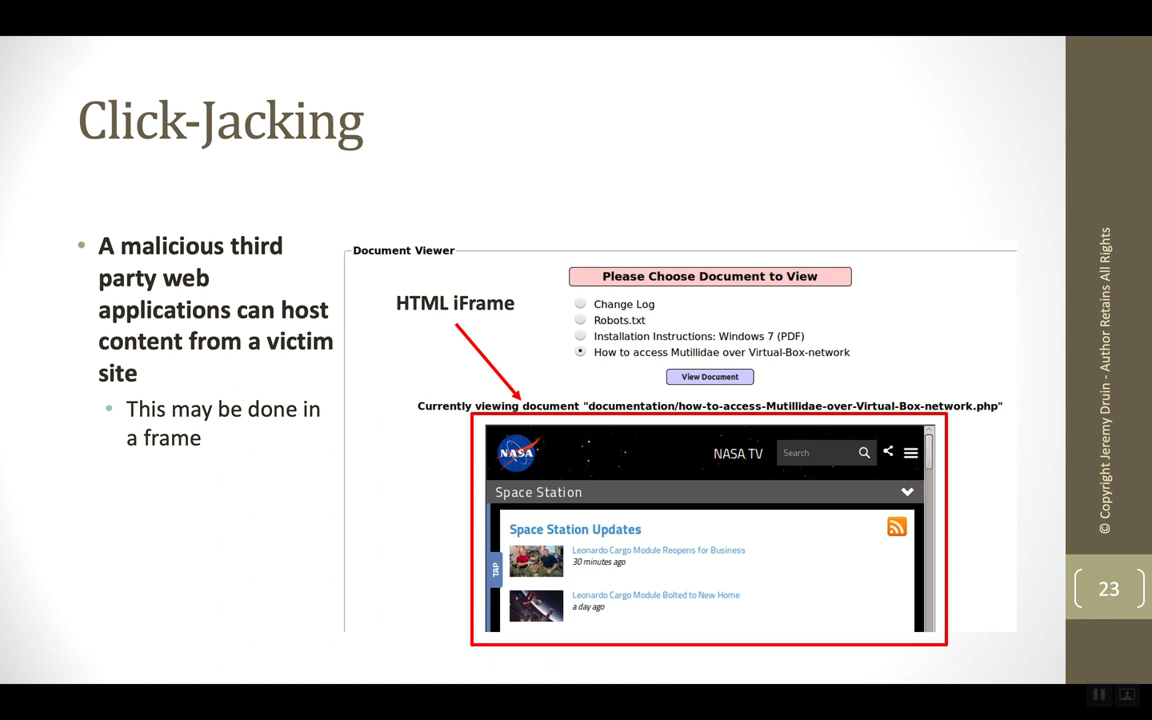 Click-Jacking
• A malicious third
party web
applications can host
content from a victim
site
• This may be done in
a frame
Document Viewer
Please Choose Document to View
HTML iFrame
Change Log
Robots.txt
Installation Instructions: Windows 7 (PDF)
How to access Mutillidae over Virtual-Box-network
View Document
Currently viewing document "documentation/how-to-access-Mutillidae-over-Virtual-Box-network.php"
NASA
NASA TV
Search
Space Station
Space Station Updates
Leonardo Cargo Module Reopens for Business
30 minutes ago
TAP
Leonardo Cargo Module Bolted to New Home
a day ago
© Copyright Jeremy Druin - Author Retains All Rights
23